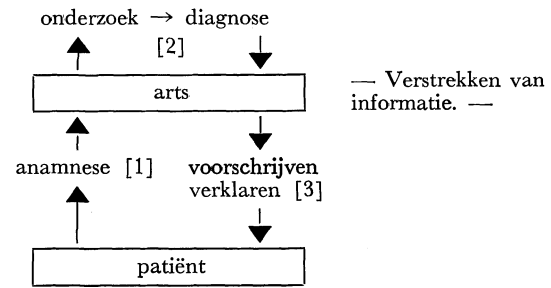 onderzoek → diagnose
[2]
arts
— Verstrekken van
informatie. —
anamnese [1]
voorschrijven
verklaren [3]
patiënt